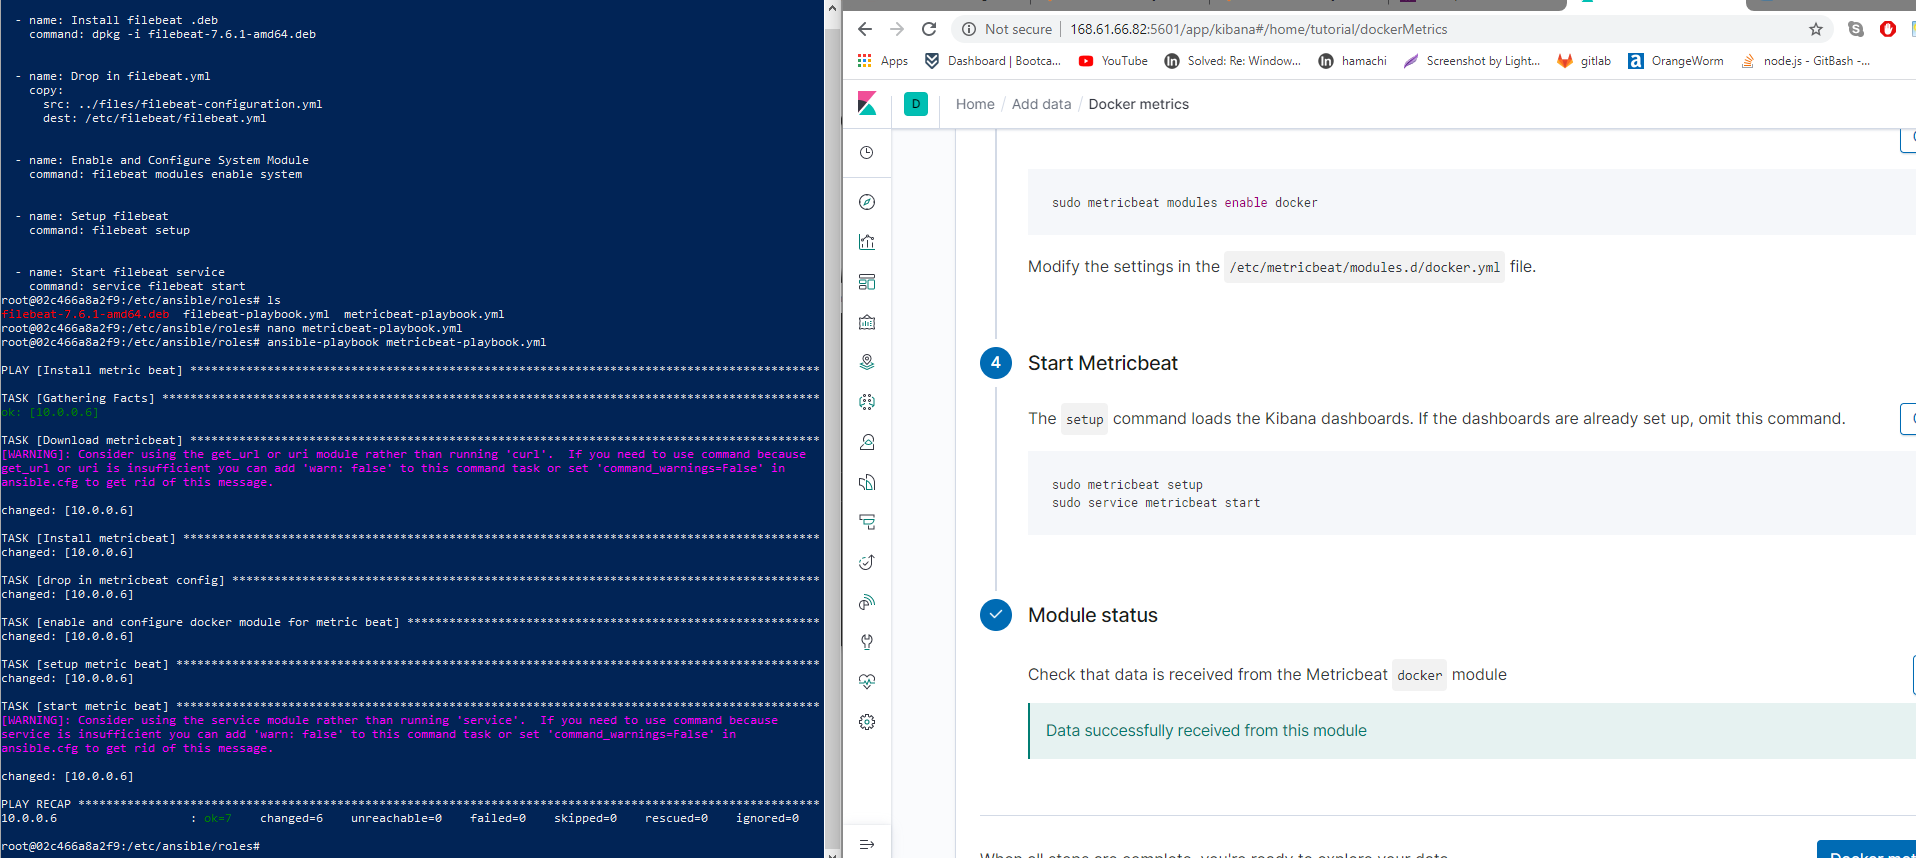 - name: Install filebeat .deb
command: dpkg -i filebeat-7.6.1-amd64.deb
- name: Drop in filebeat.yml
copy:
src: ../files/filebeat-configuration.yml
dest: /etc/filebeat/filebeat.yml
- name: Enable and Configure System Module
command: filebeat modules enable system
- name: Setup filebeat
command: filebeat setup
- name: Start filebeat service
command: service filebeat start
root@02c466a8a2f9:/etc/ansible/roles# ls
filebeat-7.6.1-amd64.deb  filebeat-playbook.yml  metricbeat-playbook.yml
root@02c466a8a2f9:/etc/ansible/roles# nano metricbeat-playbook.yml
root@02c466a8a2f9:/etc/ansible/roles# ansible-playbook metricbeat-playbook.yml
PLAY [Install metric beat] ******************************************************************************************
TASK [Gathering Facts] **********************************************************************************************
ok: [10.0.0.6]
TASK [Download metricbeat] ******************************************************************************************
[WARNING]: Consider using the get_url or uri module rather than running 'curl'.  If you need to use command because
get_url or uri is insufficient you can add 'warn: false' to this command task or set 'command_warnings=False' in
ansible.cfg to get rid of this message.
changed: [10.0.0.6]
TASK [Install metricbeat] *******************************************************************************************
changed: [10.0.0.6]
TASK [drop in metricbeat config] ************************************************************************************
changed: [10.0.0.6]
TASK [enable and configure docker module for metric beat] ***********************************************************
changed: [10.0.0.6]
TASK [setup metric beat] ********************************************************************************************
changed: [10.0.0.6]
TASK [start metric beat] ********************************************************************************************
[WARNING]: Consider using the service module rather than running 'service'.  If you need to use command because
service is insufficient you can add 'warn: false' to this command task or set 'command_warnings=False' in
ansible.cfg to get rid of this message.
changed: [10.0.0.6]
PLAY RECAP **********************************************************************************************************
10.0.0.6                   : ok=7    changed=6    unreachable=0    failed=0    skipped=0    rescued=0    ignored=0
root@02c466a8a2f9:/etc/ansible/roles#
Not secure | 168.61.66.82:5601/app/kibana#/home/tutorial/dockerMetrics
Apps Dashboard | Bootca... YouTube Solved: Re: Window... hamachi Screenshot by Light... gitlab OrangeWorm node.js - GitBash -...
D Home / Add data / Docker metrics
sudo metricbeat modules enable docker
Modify the settings in the /etc/metricbeat/modules.d/docker.yml file.
4 Start Metricbeat
The setup command loads the Kibana dashboards. If the dashboards are already set up, omit this command.
sudo metricbeat setup
sudo service metricbeat start
Module status
Check that data is received from the Metricbeat docker module
Data successfully received from this module
When all steps are complete, you're ready to explore your data.